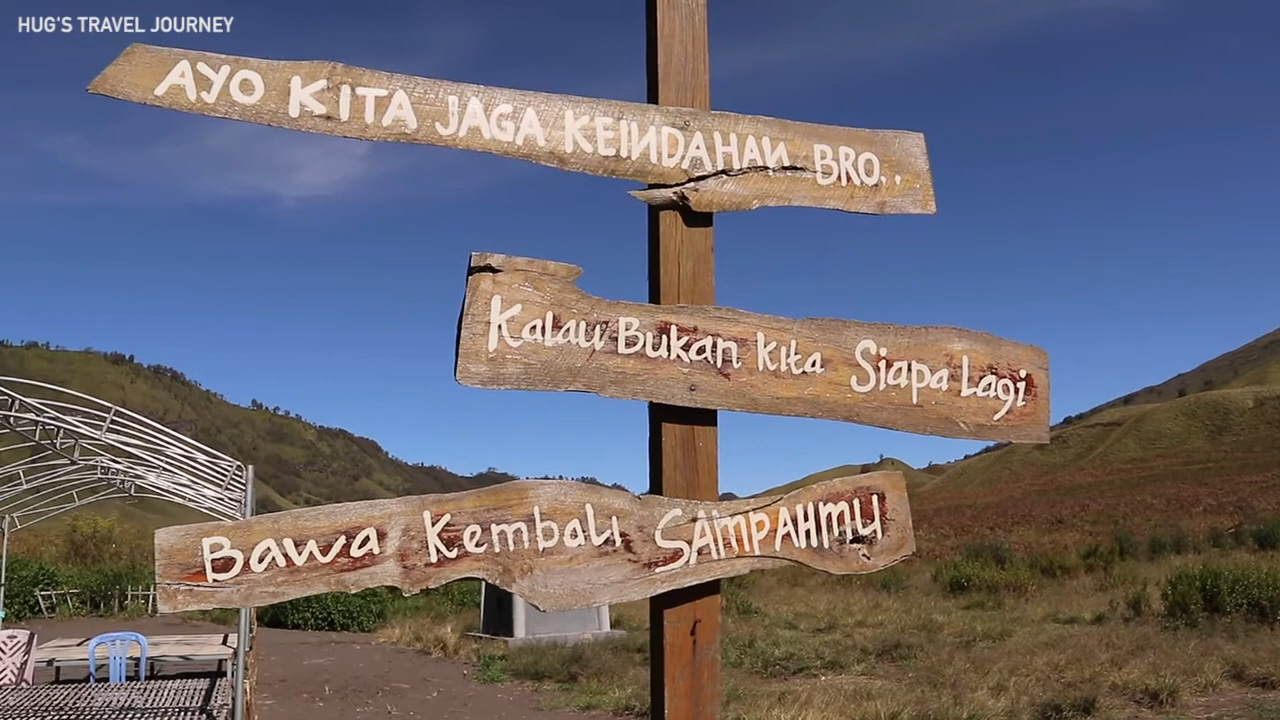 HUG'S TRAVEL JOURNEY
AYO KITA JAGA KEINDAHAN BRO..
Kalau Bukan Kita Siapa Lagi
Bawa Kembali SAMPAHMU